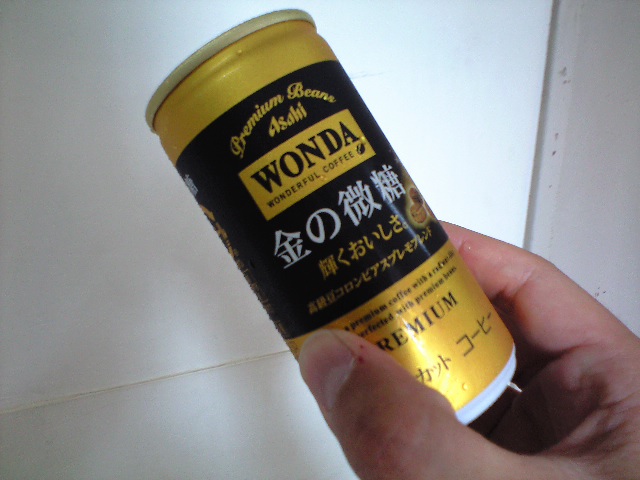 Premium Beans
Asahi
WONDA
WONDERFUL COFFEE
金の微糖
輝くおいしさ。
高級豆コロンビアスプレモブレンド
premium coffee with a
perfected with premium beans.
PREMIUM
カット コーヒー